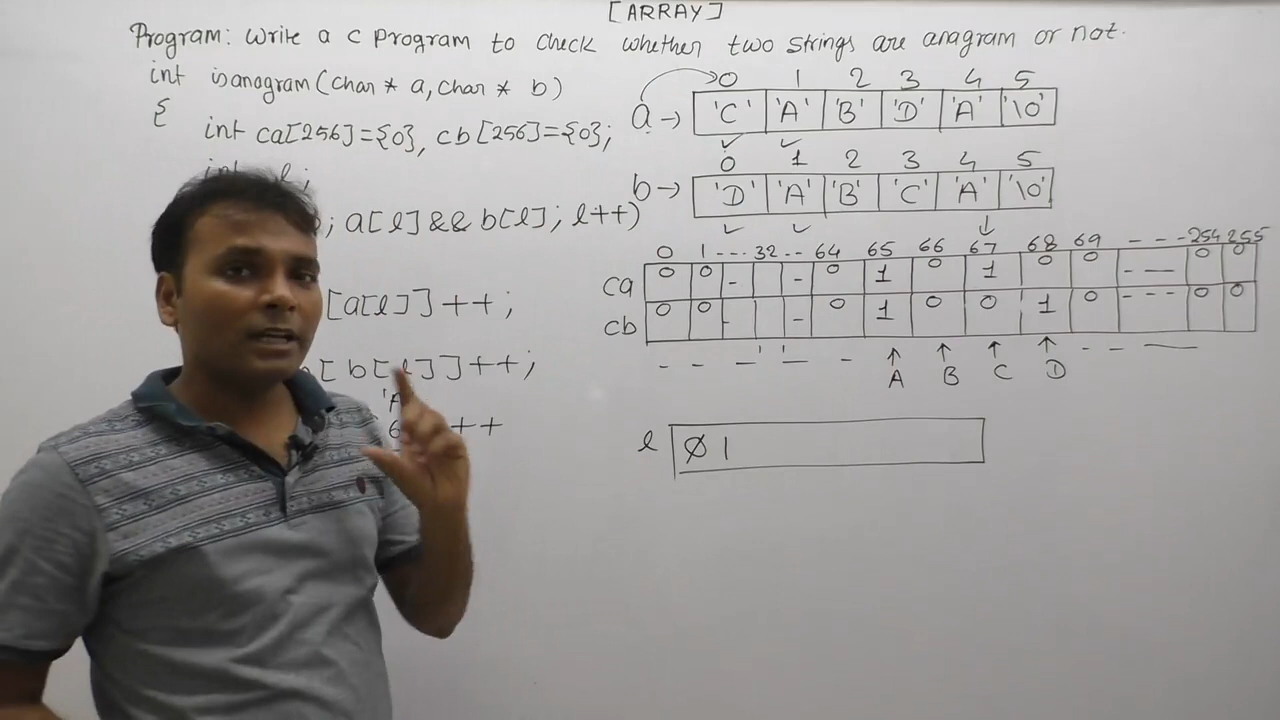 [ARRAY]
Program: Write a c program to check whether two strings are anagram or not.
int isanagram(char * a, char * b)
{
int ca[256]={0}, cb[256]={0};
int l;
; a[l] && b[l]; l++)
[a[l]]++;
[b[l]]++;
'A
6 ++
0 1 2 3 4 5
a → 'C' 'A' 'B' 'D' 'A' '\0'
0 1 2 3 4 5
b → 'D' 'A' 'B' 'C' 'A' '\0'
0 1 --- 32 -- 64 65 66 67 68 69 --- 254 255
ca 0 0 - - 0 1 0 1 0 0 - — 0 0
cb 0 0 - - 0 1 0 0 1 0 --- 0 0
A B C D
l 0 1